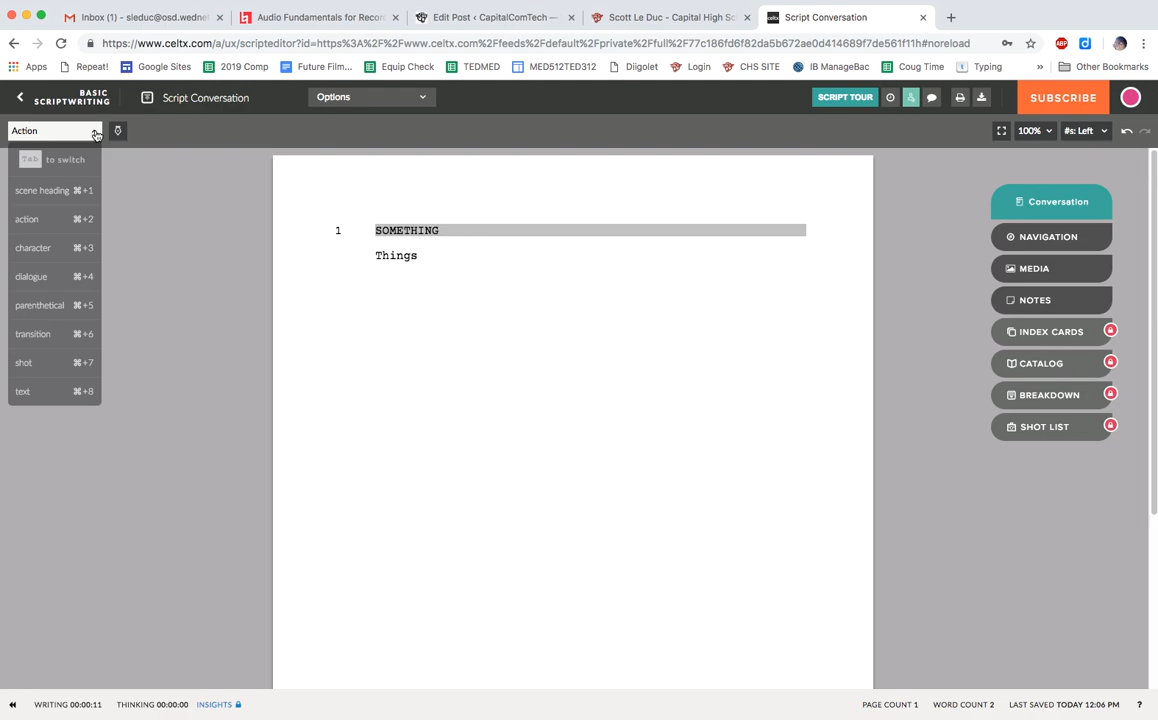 Inbox (1) - sleduc@osd.wednet
Audio Fundamentals for Recor
Edit Post ‹ CapitalComTech —
Scott Le Duc - Capital High Sc
Script Conversation
https://www.celtx.com/a/ux/scripteditor?id=https%3A%2F%2Fwww.celtx.com%2Ffeeds%2Fdefault%2Fprivate%2Ffull%2F77c186fd6f82da5b672ae0d414689f7de561f11h#noreload
Apps
Repeat!
Google Sites
2019 Comp
Future Film...
Equip Check
TEDMED
MED512TED312
Diigolet
Login
CHS SITE
IB ManageBac
Coug Time
Typing
»
Other Bookmarks
BASIC
SCRIPTWRITING
Script Conversation
Options
SCRIPT TOUR
SUBSCRIBE
Action
100%
#s: Left
Tab to switch
scene heading ⌘+1
action ⌘+2
character ⌘+3
dialogue ⌘+4
parenthetical ⌘+5
transition ⌘+6
shot ⌘+7
text ⌘+8
1 SOMETHING
Things
Conversation
NAVIGATION
MEDIA
NOTES
INDEX CARDS
CATALOG
BREAKDOWN
SHOT LIST
WRITING 00:00:11
THINKING 00:00:00
INSIGHTS
PAGE COUNT 1
WORD COUNT 2
LAST SAVED TODAY 12:06 PM
?